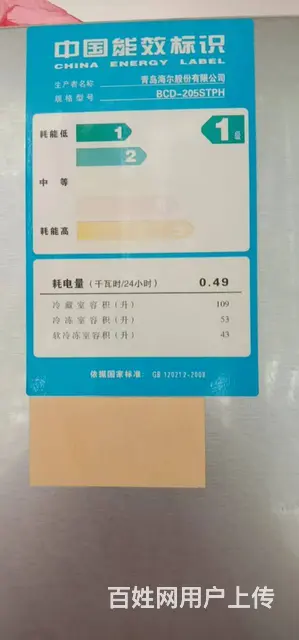 中国能效标识
CHINA ENERGY LABEL
生产者名称 青岛海尔股份有限公司
规格型号 BCD-205STPH
耗能低 1 1级
2
中等
耗能高
耗电量（千瓦时/24小时） 0.49
冷藏室容积（升） 109
冷冻室容积（升） 53
软冷冻室容积（升） 43
依据国家标准： GB 12021.2-2008
百姓网用户上传